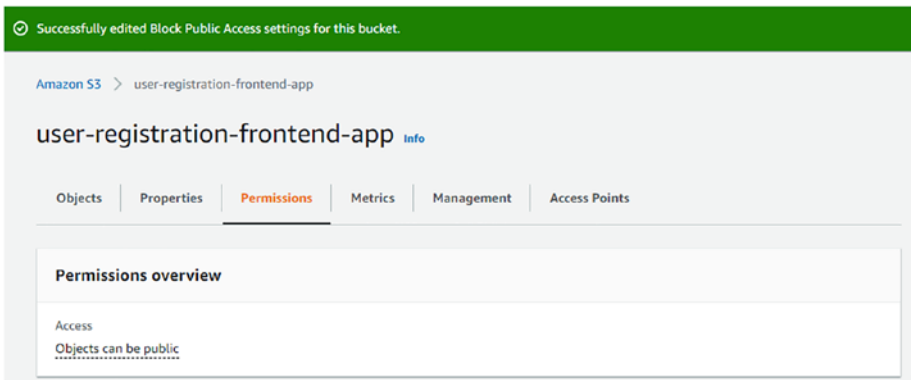 Successfully edited Block Public Access settings for this bucket.
Amazon S3 > user-registration-frontend-app
user-registration-frontend-app Info
Objects Properties Permissions Metrics Management Access Points
Permissions overview
Access
Objects can be public